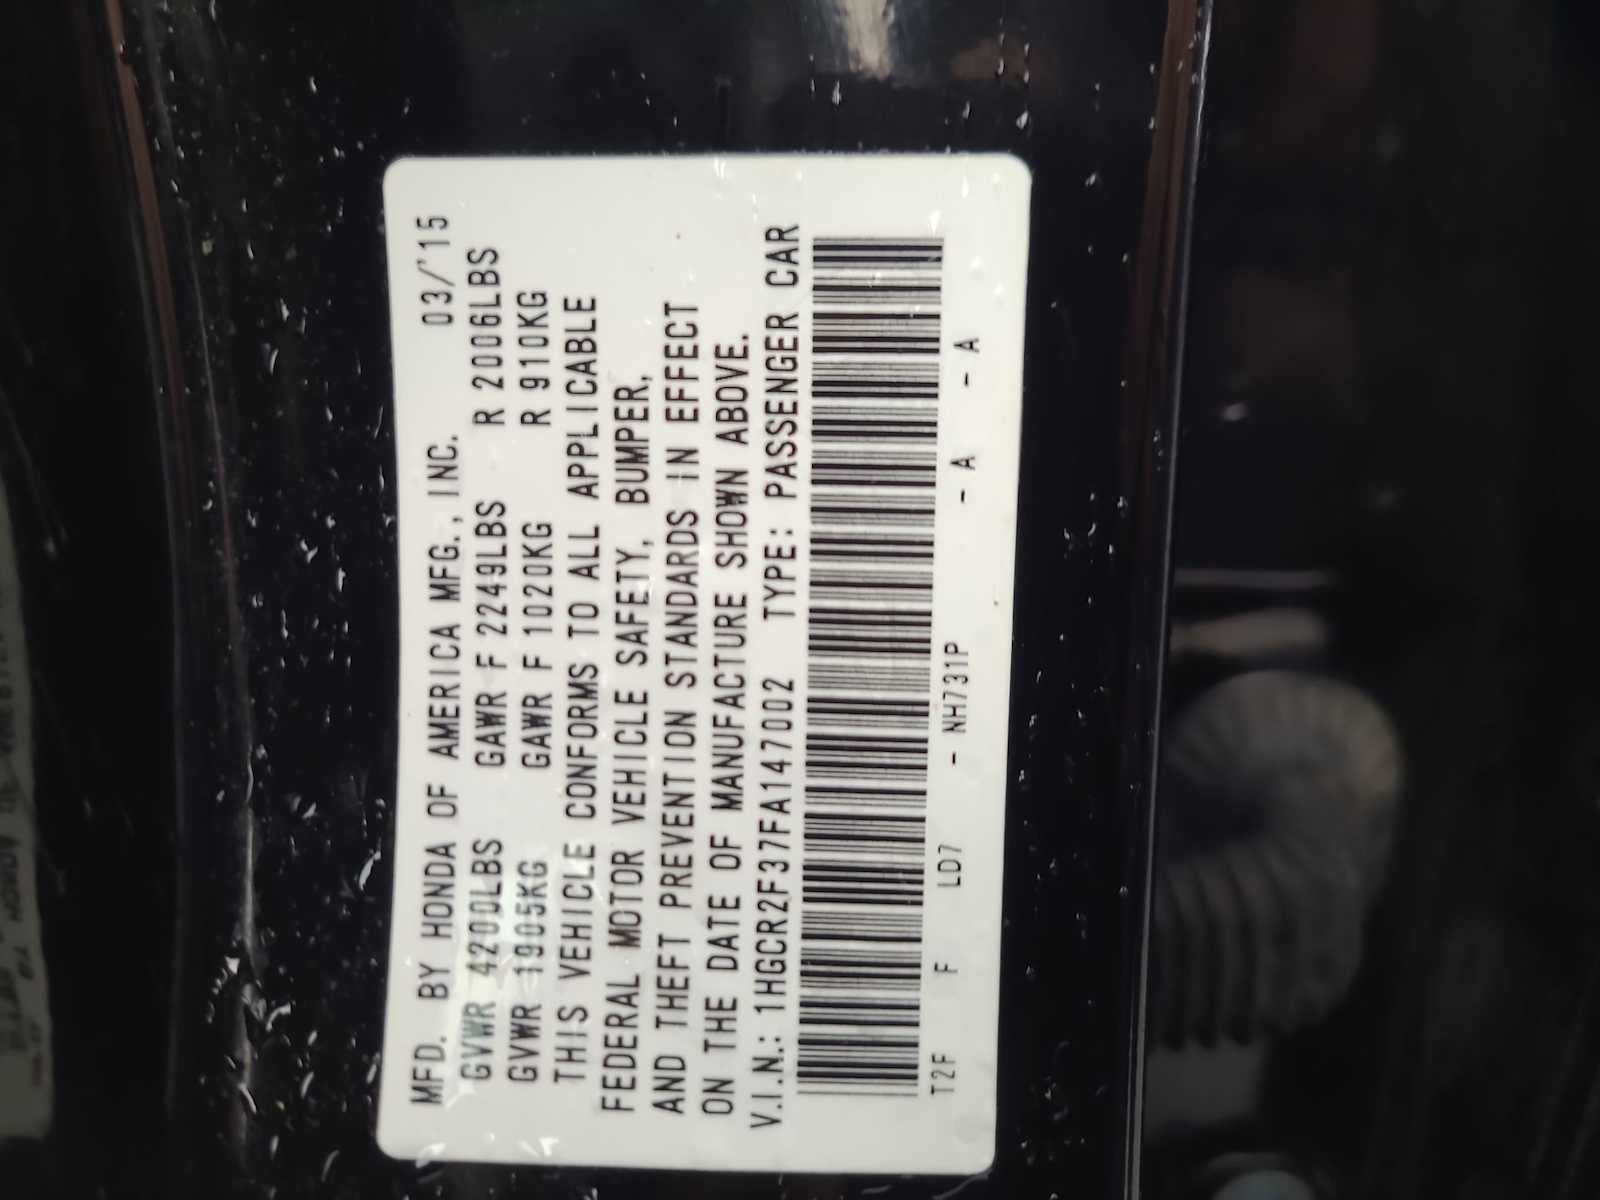 MFD. BY HONDA OF AMERICA MFG., INC. 03/'15
GVWR 4200LBS GAWR F 2249LBS R 2006LBS
GVWR 1905KG GAWR F 1020KG R 910KG
THIS VEHICLE CONFORMS TO ALL APPLICABLE
FEDERAL MOTOR VEHICLE SAFETY, BUMPER,
AND THEFT PREVENTION STANDARDS IN EFFECT
ON THE DATE OF MANUFACTURE SHOWN ABOVE.
V.I.N.: 1HGCR2F37FA147002 TYPE: PASSENGER CAR
T2F F LD7 - NH731P - A - A